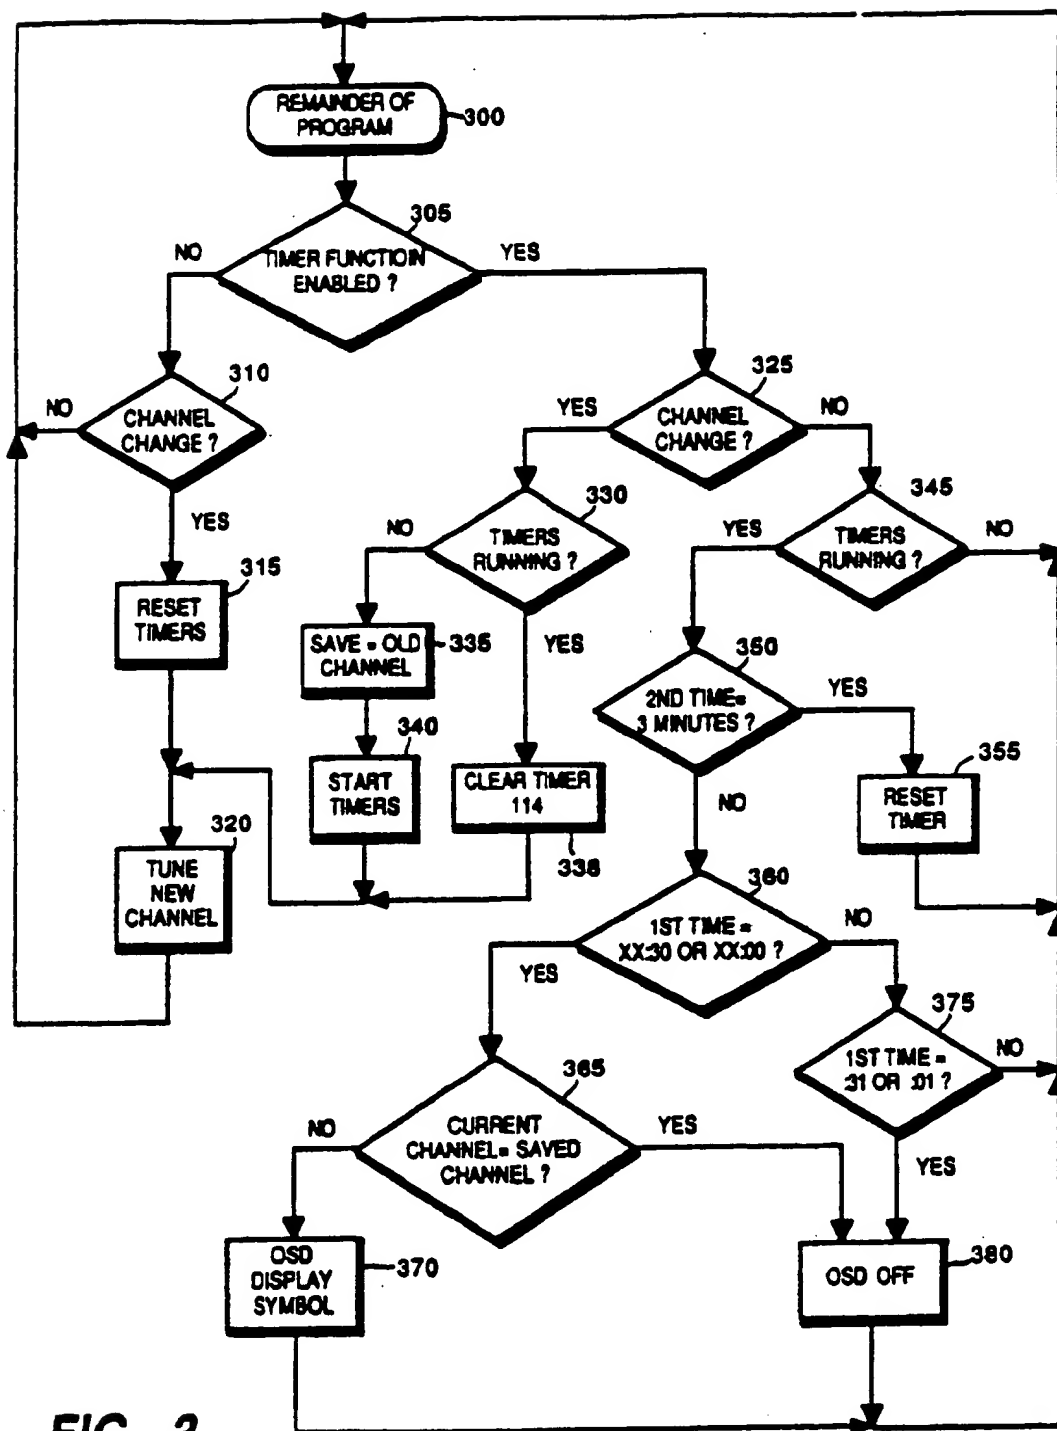 REMAINDER OF
PROGRAM
300
305
NO
TIMER FUNCTIOIN
ENABLED ?
YES
310
NO
CHANNEL
CHANGE ?
YES
325
YES
CHANNEL
CHANGE ?
NO
330
NO
TIMERS
RUNNING ?
YES
345
YES
TIMERS
RUNNING ?
NO
315
RESET
TIMERS
SAVE = OLD
CHANNEL
335
350
2ND TIME=
3 MINUTES ?
YES
NO
340
START
TIMERS
CLEAR TIMER
114
338
355
RESET
TIMER
320
TUNE
NEW
CHANNEL
360
1ST TIME =
XX:30 OR XX:00 ?
YES
NO
375
1ST TIME =
:31 OR :01 ?
NO
YES
365
NO
CURRENT
CHANNEL= SAVED
CHANNEL ?
YES
OSD
DISPLAY
SYMBOL
370
OSD OFF
380
FIG.